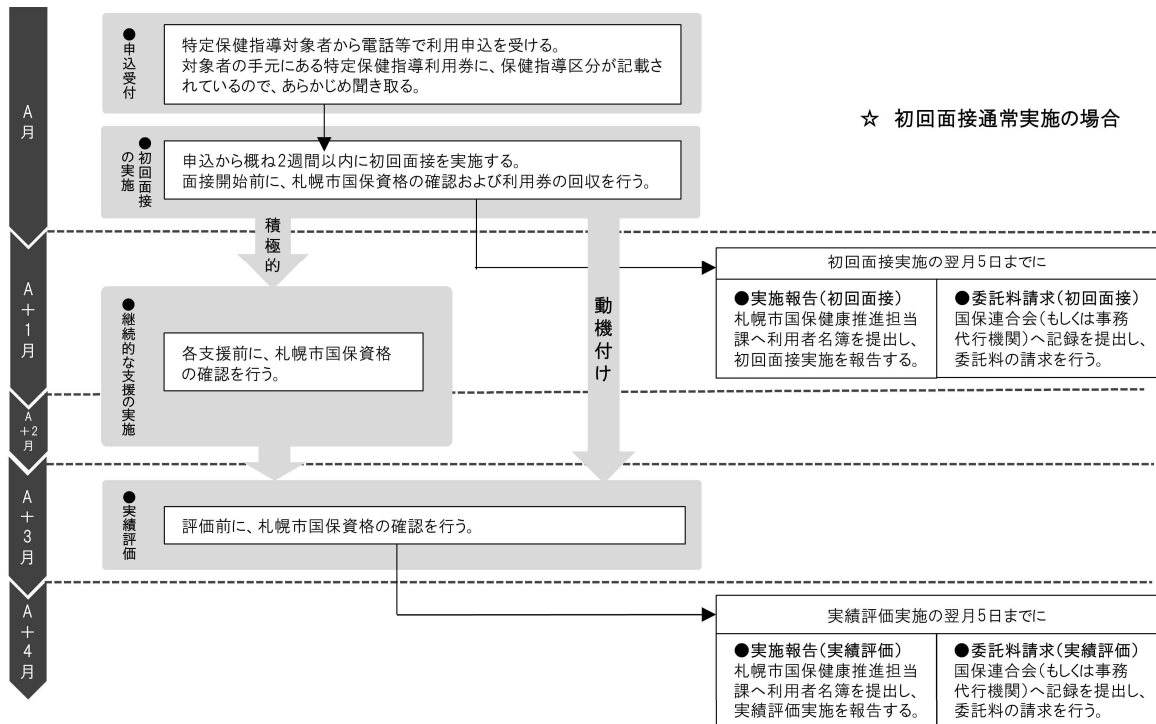 A月
●申込受付
特定保健指導対象者から電話等で利用申込を受ける。
対象者の手元にある特定保健指導利用券に、保健指導区分が記載さ
れているので、あらかじめ聞き取る。
☆ 初回面接通常実施の場合
●初回面接
の実施
申込から概ね2週間以内に初回面接を実施する。
面接開始前に、札幌市国保資格の確認および利用券の回収を行う。
積極的
動機付け
A+1月
初回面接実施の翌月5日までに
●実施報告(初回面接)
札幌市国保健康推進担当
課へ利用者名簿を提出し、
初回面接実施を報告する。
●委託料請求(初回面接)
国保連合会(もしくは事務
代行機関)へ記録を提出し、
委託料の請求を行う。
●継続的な支援の実施
各支援前に、札幌市国保資格
の確認を行う。
A+2月
A+3月
●実績評価
評価前に、札幌市国保資格の確認を行う。
A+4月
実績評価実施の翌月5日までに
●実施報告(実績評価)
札幌市国保健康推進担当
課へ利用者名簿を提出し、
実績評価実施を報告する。
●委託料請求(実績評価)
国保連合会(もしくは事務
代行機関)へ記録を提出し、
委託料の請求を行う。